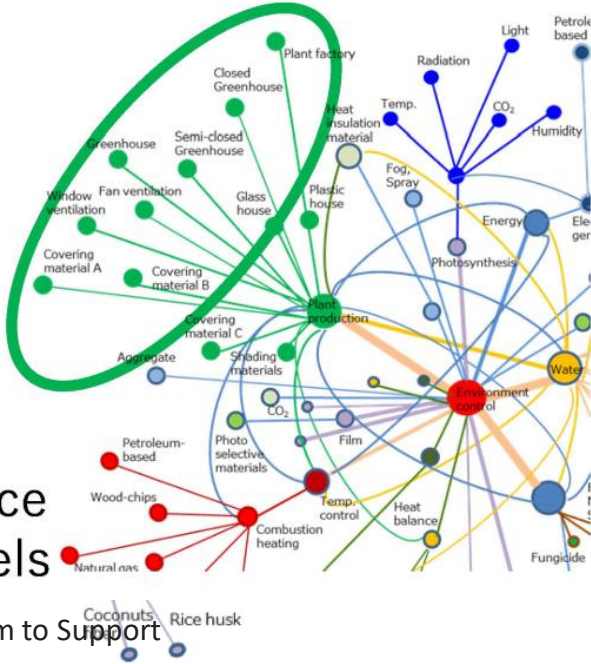 Light
Petrole
based
Plant factory
Radiation
Closed
Greenhouse
Temp.
CO₂
Heat
insulation
material
Humidity
Greenhouse
Semi-closed
Greenhouse
Fog,
Spray
Window
ventilation
Fan ventilation
Glass
house
Plastic
house
Energy
Ele
ger
Photosynthesis
Covering
material A
Covering
material B
Plant
production
Covering
material C
Aggregate
Shading
materials
Water
Environment
control
CO₂
Film
Photo
selective
materials
Petroleum-
based
Wood-chips
Temp.
control
Heat
balance
ce
Combustion
heating
els
Natural gas
Fungicide
Coconuts
Rice husk
m to Support